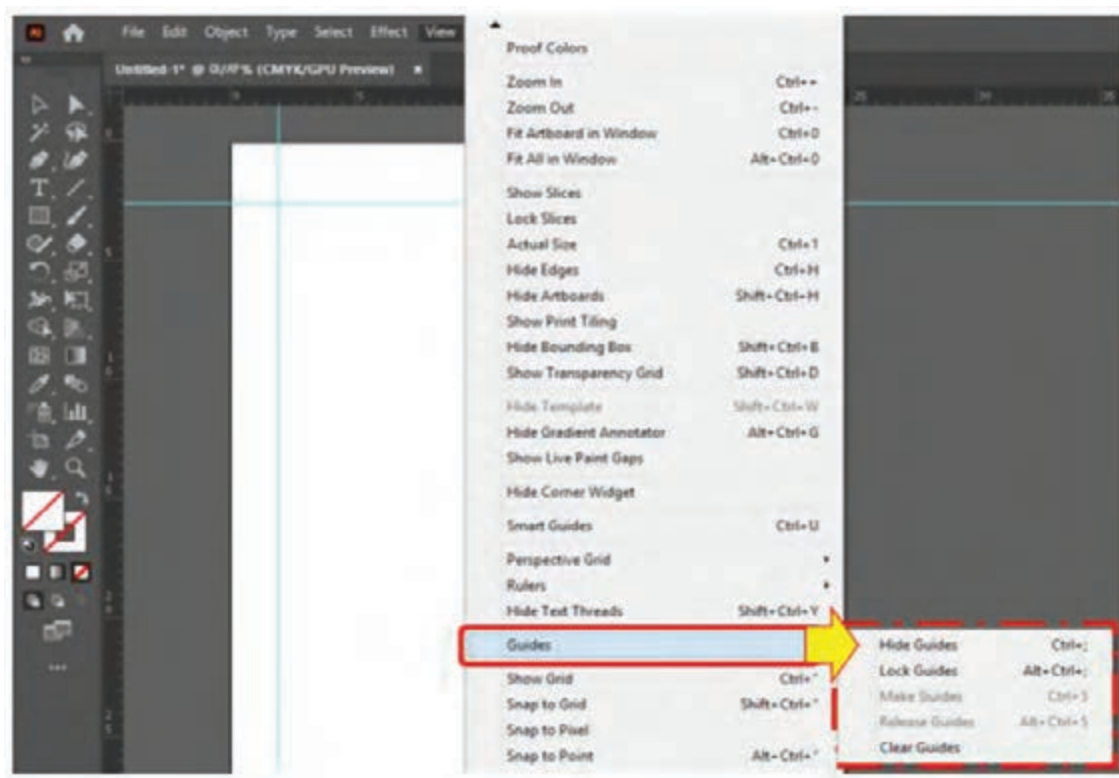 Ai File Edit Object Type Select Effect View
(CMYK/GPU Preview) ×
Proof Colors
Zoom In Ctrl++
Zoom Out Ctrl+-
Fit Artboard in Window Ctrl+0
Fit All in Window Alt+Ctrl+0
Show Slices
Lock Slices
Actual Size Ctrl+1
Hide Edges Ctrl+H
Hide Artboards Shift+Ctrl+H
Show Print Tiling
Hide Bounding Box Shift+Ctrl+B
Show Transparency Grid Shift+Ctrl+D
Hide Template Shift+Ctrl+W
Hide Gradient Annotator Alt+Ctrl+G
Show Live Paint Gaps
Hide Corner Widget
Smart Guides Ctrl+U
Perspective Grid
Rulers
Hide Text Threads Shift+Ctrl+Y
Guides
Hide Guides Ctrl+;
Lock Guides Alt+Ctrl+;
Make Guides Ctrl+5
Release Guides Alt+Ctrl+5
Clear Guides
Show Grid Ctrl+"
Snap to Grid Shift+Ctrl+"
Snap to Pixel
Snap to Point Alt+Ctrl+"